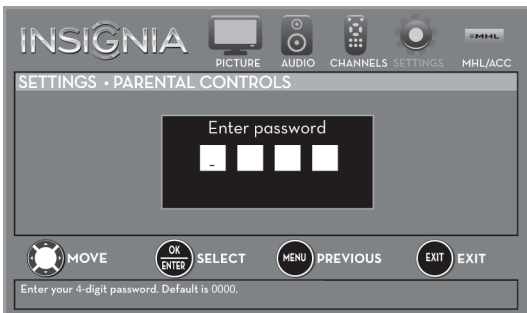 INSIGNIA
PICTURE AUDIO CHANNELS SETTINGS MHL MHL/ACC
SETTINGS • PARENTAL CONTROLS
Enter password
_
MOVE OK ENTER SELECT MENU PREVIOUS EXIT EXIT
Enter your 4-digit password. Default is 0000.